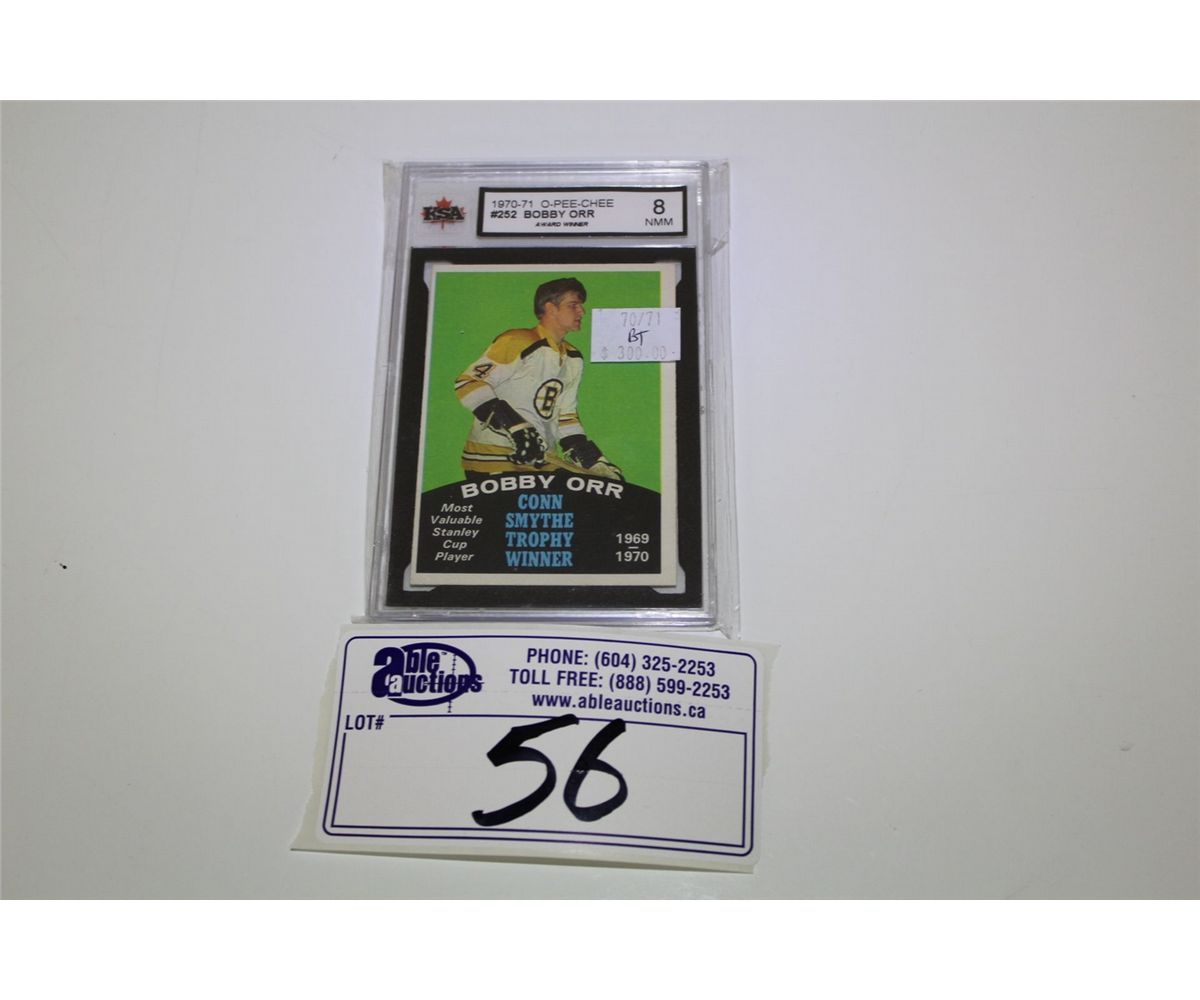 KSA
1970-71 O-PEE-CHEE
#252 BOBBY ORR
AWARD WINNER
8
NMM
70/71
BT
$ 300.00
4
B
BOBBY ORR
Most
Valuable
Stanley
Cup
Player
CONN
SMYTHE
TROPHY
WINNER
1969
1970
able auctions
PHONE: (604) 325-2253
TOLL FREE: (888) 599-2253
www.ableauctions.ca
LOT#
56